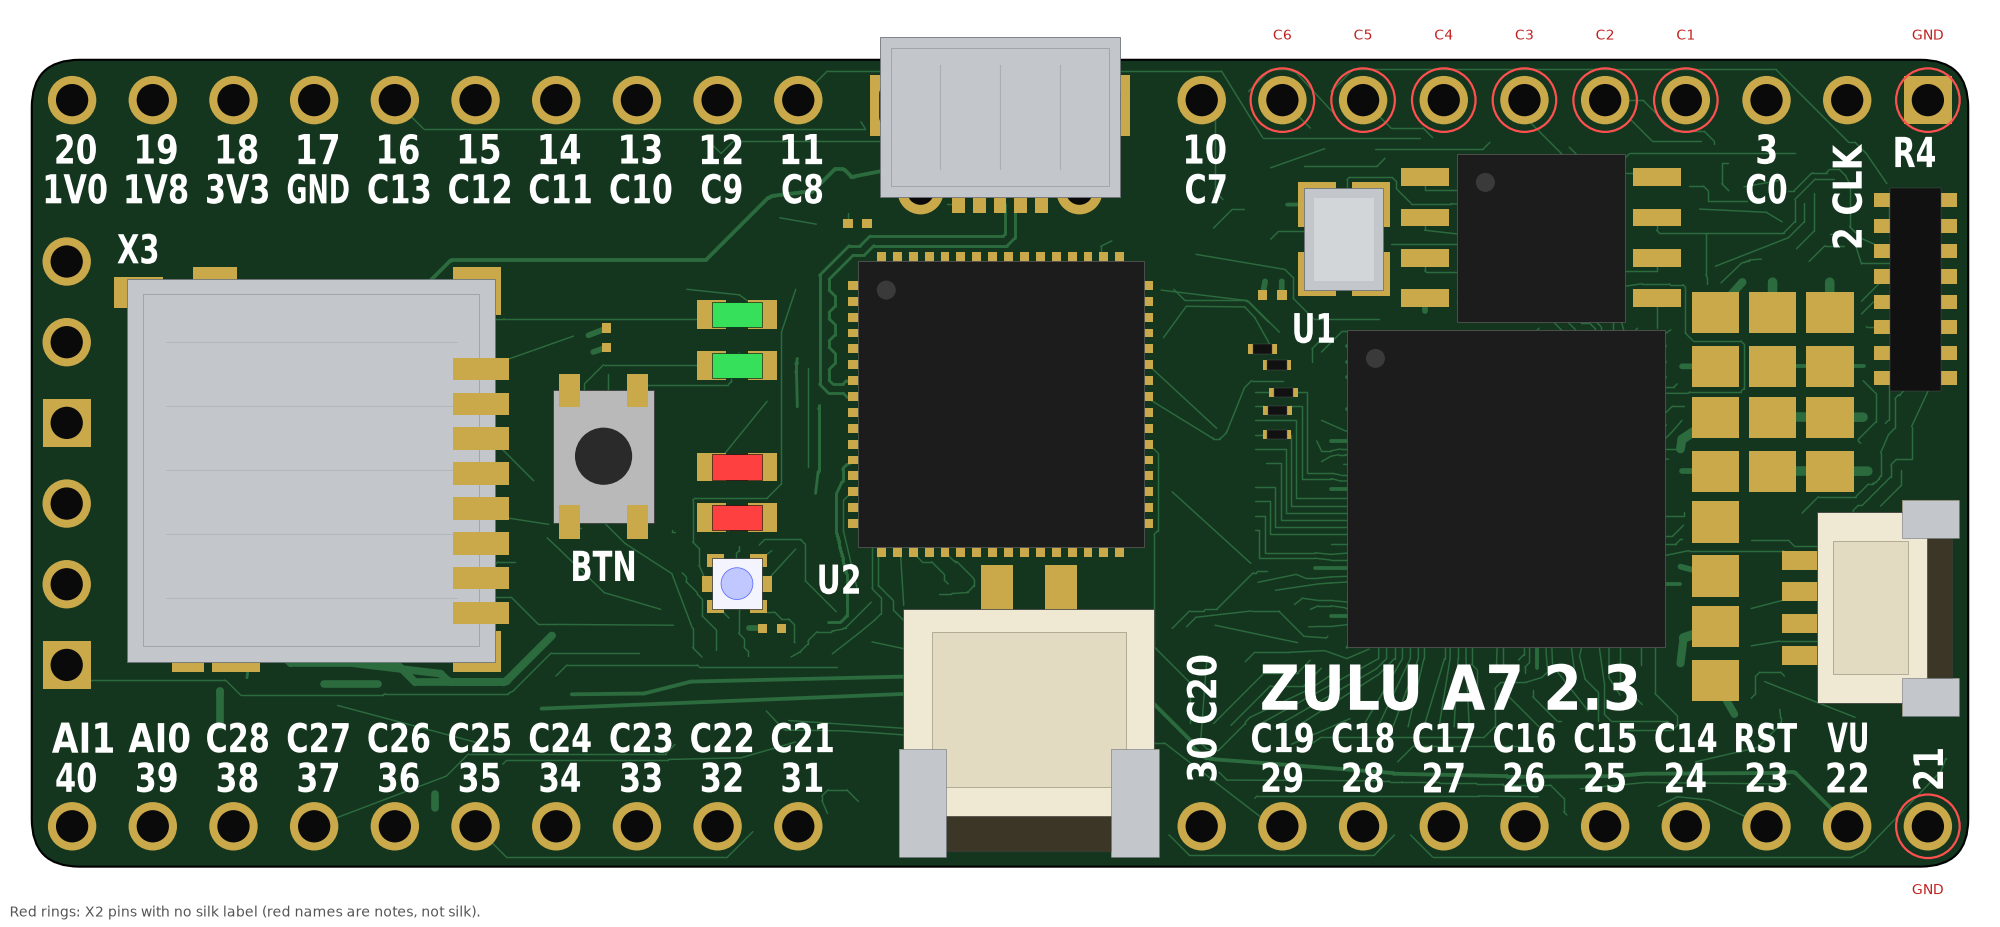 C6 C5 C4 C3 C2 C1 GND
20 19 18 17 16 15 14 13 12 11 10 3 R4
1V0 1V8 3V3 GND C13 C12 C11 C10 C9 C8 C7 C0 2 CLK
X3
U1
BTN
U2
ZULU A7 2.3
30 C20
AI1 AI0 C28 C27 C26 C25 C24 C23 C22 C21 C19 C18 C17 C16 C15 C14 RST VU
40 39 38 37 36 35 34 33 32 31 29 28 27 26 25 24 23 22 21
GND
Red rings: X2 pins with no silk label (red names are notes, not silk).